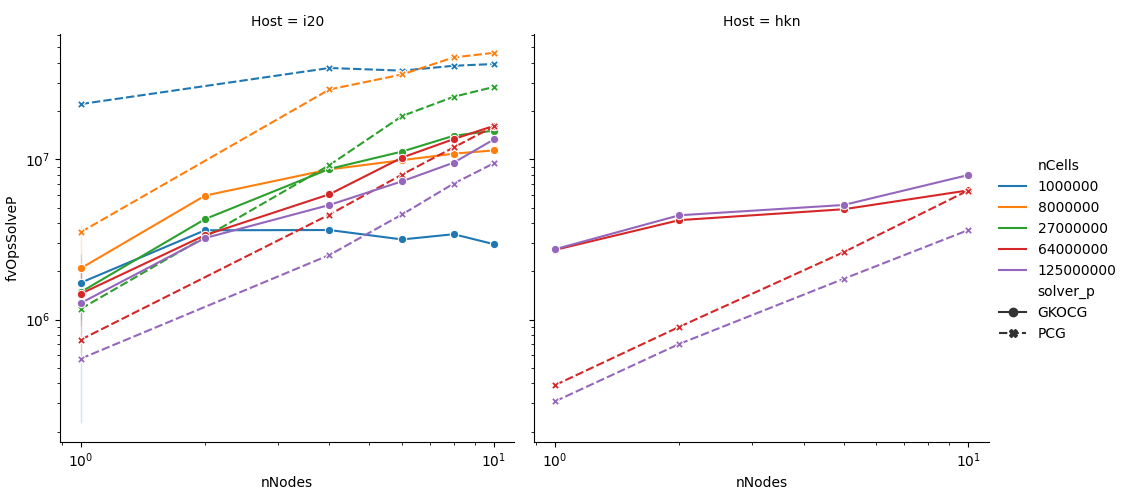 Host = i20
Host = hkn
fvOpsSolveP
10⁷
10⁶
10⁰
10¹
nNodes
10⁰
10¹
nNodes
nCells
1000000
8000000
27000000
64000000
125000000
solver_p
GKOCG
PCG